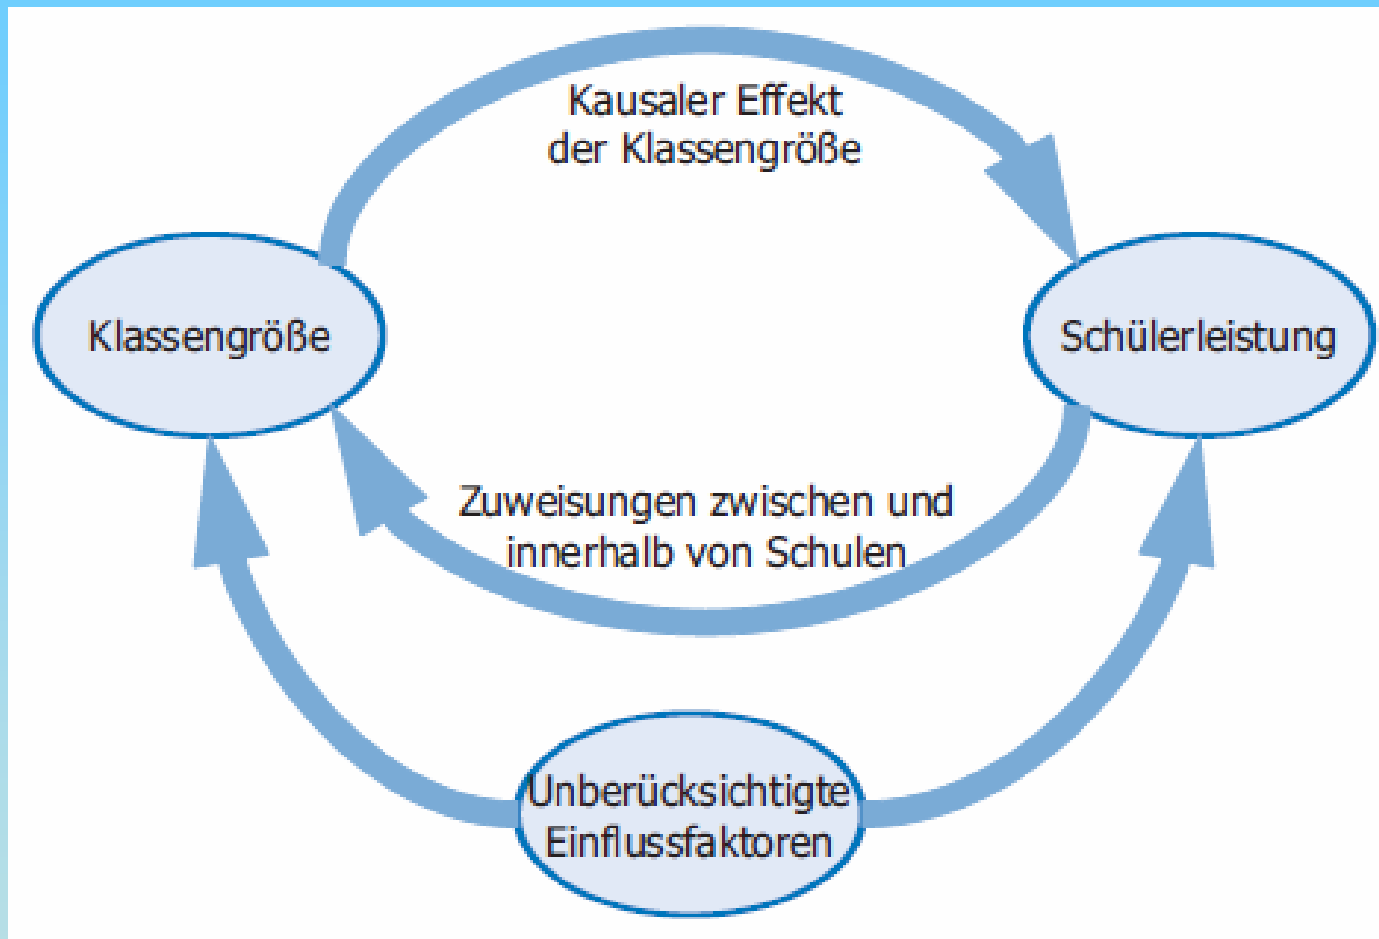 Kausaler Effekt
der Klassengröße
Klassengröße
Schülerleistung
Zuweisungen zwischen und
innerhalb von Schulen
Unberücksichtigte
Einflussfaktoren